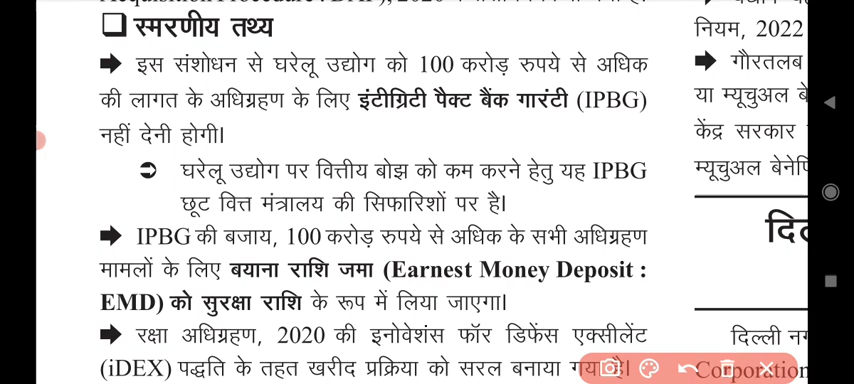 ❑ स्मरणीय तथ्य
➡ इस संशोधन से घरेलू उद्योग को 100 करोड़ रुपये से अधिक
की लागत के अधिग्रहण के लिए इंटीग्रिटी पैक्ट बैंक गारंटी (IPBG)
नहीं देनी होगी।
➲ घरेलू उद्योग पर वित्तीय बोझ को कम करने हेतु यह IPBG
छूट वित्त मंत्रालय की सिफारिशों पर है।
➡ IPBG की बजाय, 100 करोड़ रुपये से अधिक के सभी अधिग्रहण
मामलों के लिए बयाना राशि जमा (Earnest Money Deposit :
EMD) को सुरक्षा राशि के रूप में लिया जाएगा।
➡ रक्षा अधिग्रहण, 2020 की इनोवेशंस फॉर डिफेंस एक्सीलेंट
(iDEX) पद्धति के तहत खरीद प्रक्रिया को सरल बनाया गया है।
नियम, 2022
➡ गौरतलब
या म्यूचुअल
केंद्र सरकार
म्यूचुअल
दिल्ली
Corporation